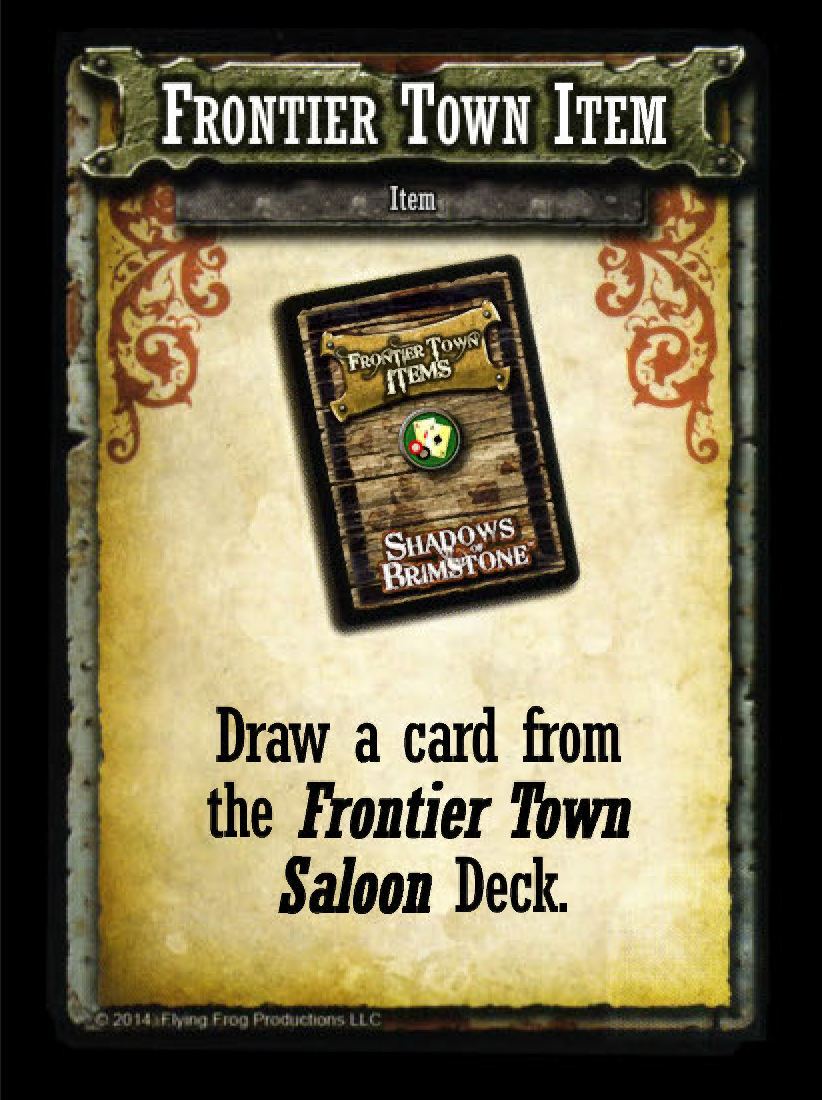 Frontier Town Item
Item
Frontier Town
Items
Shadows
of
Brimstone
Draw a card from
the Frontier Town
Saloon Deck.
© 2014 Flying Frog Productions LLC